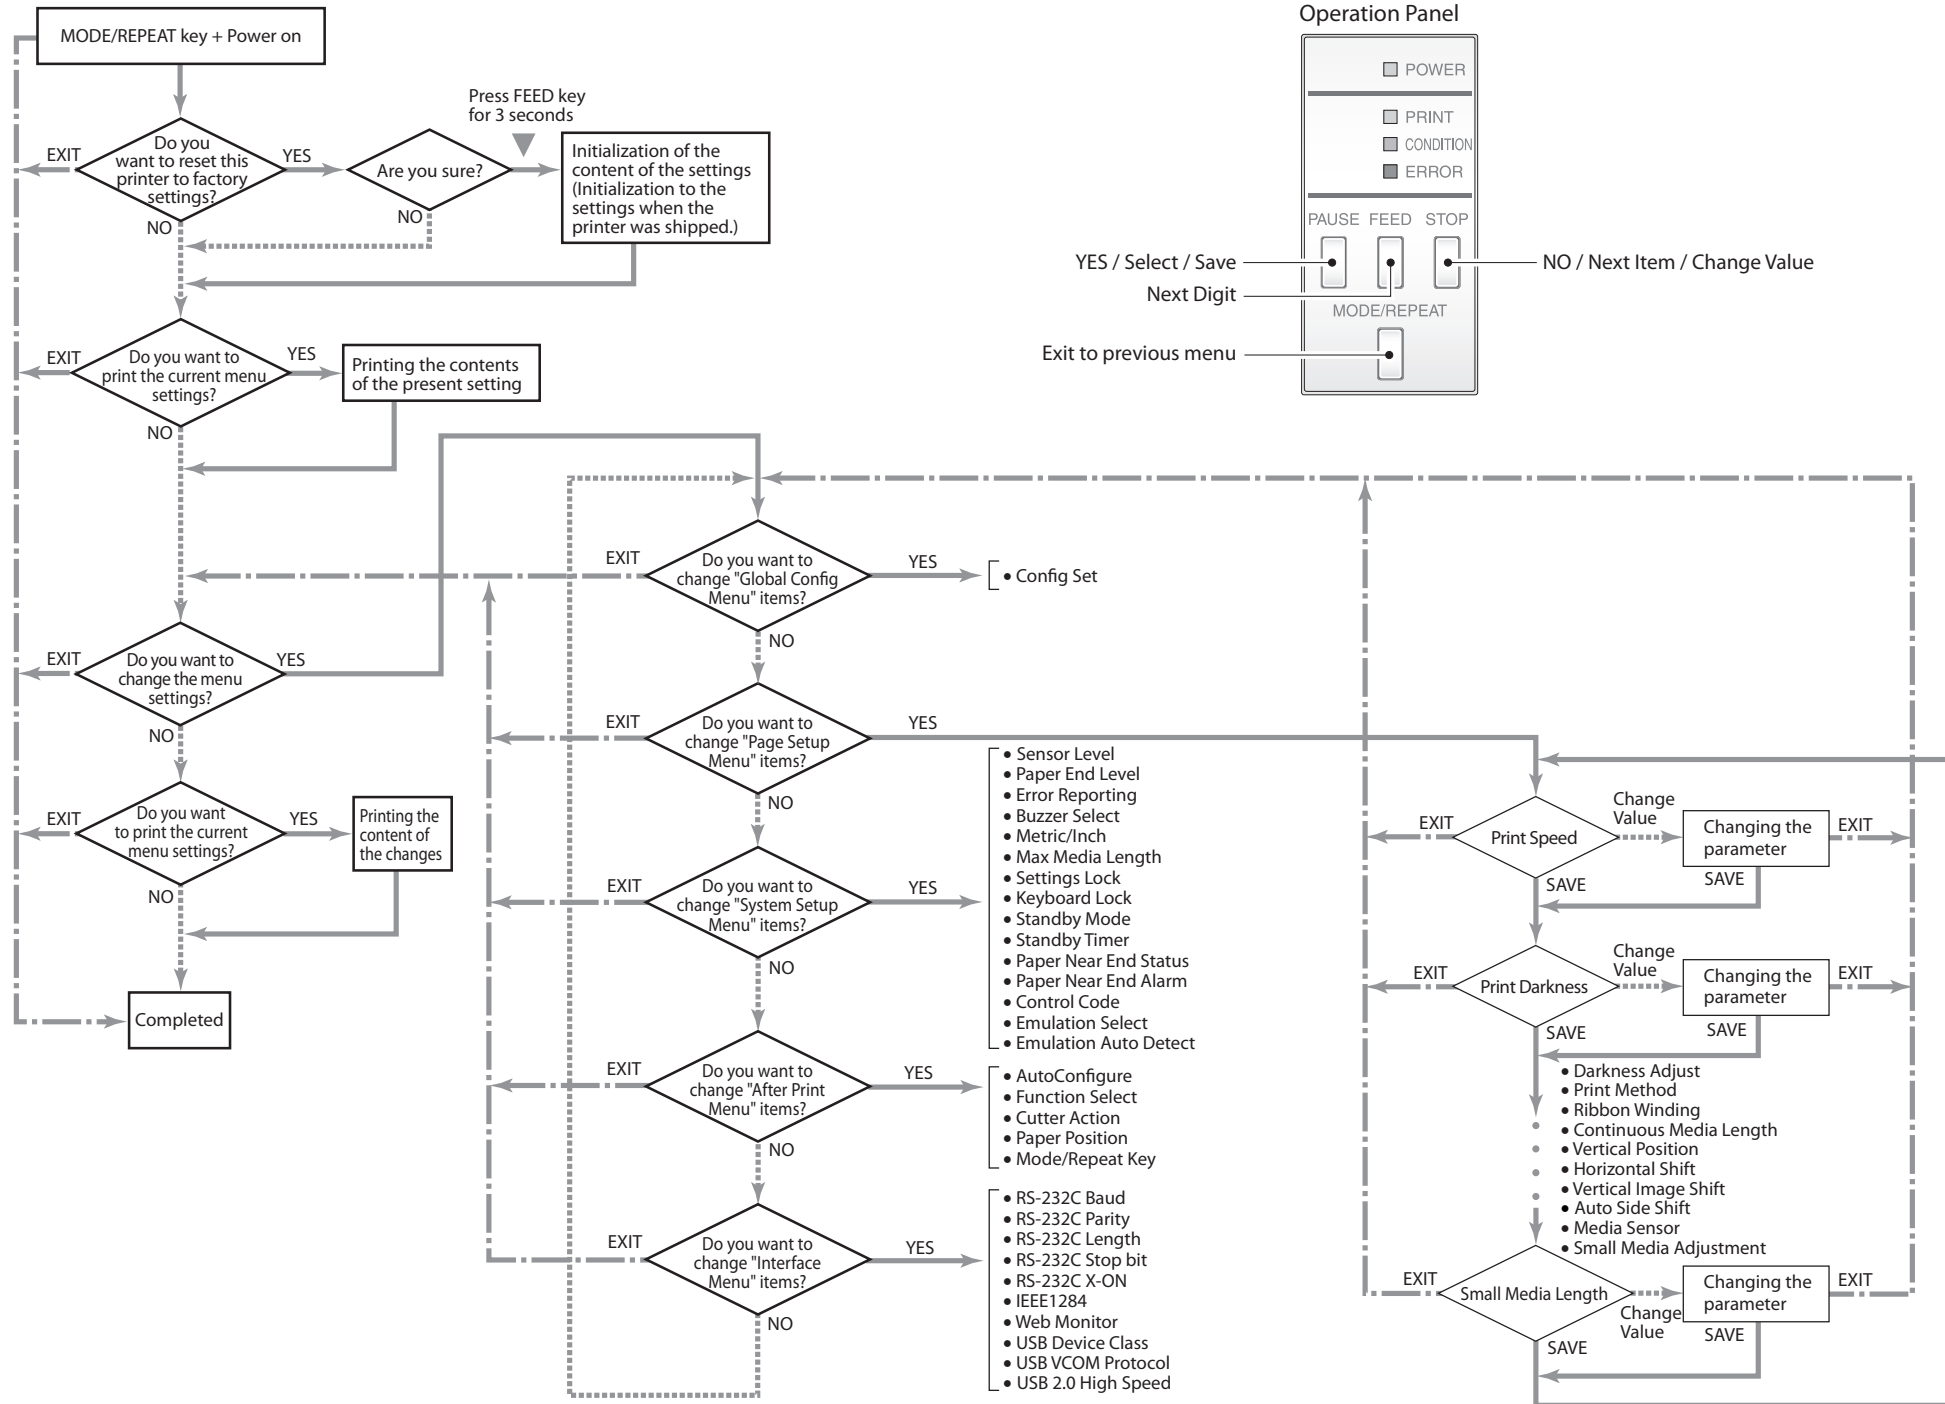 Operation Panel
POWER
PRINT
CONDITION
ERROR
PAUSE FEED STOP
YES / Select / Save
NO / Next Item / Change Value
Next Digit
MODE/REPEAT
Exit to previous menu
MODE/REPEAT key + Power on
Do you
want to reset this
printer to factory
settings?
EXIT
YES
NO
Are you sure?
NO
Press FEED key
for 3 seconds
Initialization of the
content of the settings
(Initialization to the
settings when the
printer was shipped.)
Do you want to
print the current menu
settings?
EXIT
YES
NO
Printing the contents
of the present setting
Do you want to
change the menu
settings?
EXIT
YES
NO
Do you want
to print the current
menu settings?
EXIT
YES
NO
Printing the
content of
the changes
Completed
Do you want to
change "Global Config
Menu" items?
EXIT
YES
NO
• Config Set
Do you want to
change "Page Setup
Menu" items?
EXIT
YES
NO
Do you want to
change "System Setup
Menu" items?
EXIT
YES
NO
• Sensor Level
• Paper End Level
• Error Reporting
• Buzzer Select
• Metric/Inch
• Max Media Length
• Settings Lock
• Keyboard Lock
• Standby Mode
• Standby Timer
• Paper Near End Status
• Paper Near End Alarm
• Control Code
• Emulation Select
• Emulation Auto Detect
Do you want to
change "After Print
Menu" items?
EXIT
YES
NO
• AutoConfigure
• Function Select
• Cutter Action
• Paper Position
• Mode/Repeat Key
Do you want to
change "Interface
Menu" items?
EXIT
YES
NO
• RS-232C Baud
• RS-232C Parity
• RS-232C Length
• RS-232C Stop bit
• RS-232C X-ON
• IEEE1284
• Web Monitor
• USB Device Class
• USB VCOM Protocol
• USB 2.0 High Speed
EXIT
Print Speed
Change
Value
Changing the
parameter
EXIT
SAVE
SAVE
EXIT
Print Darkness
Change
Value
Changing the
parameter
EXIT
SAVE
SAVE
• Darkness Adjust
• Print Method
• Ribbon Winding
• Continuous Media Length
• Vertical Position
• Horizontal Shift
• Vertical Image Shift
• Auto Side Shift
• Media Sensor
• Small Media Adjustment
EXIT
Small Media Length
Change
Value
Changing the
parameter
EXIT
SAVE
SAVE